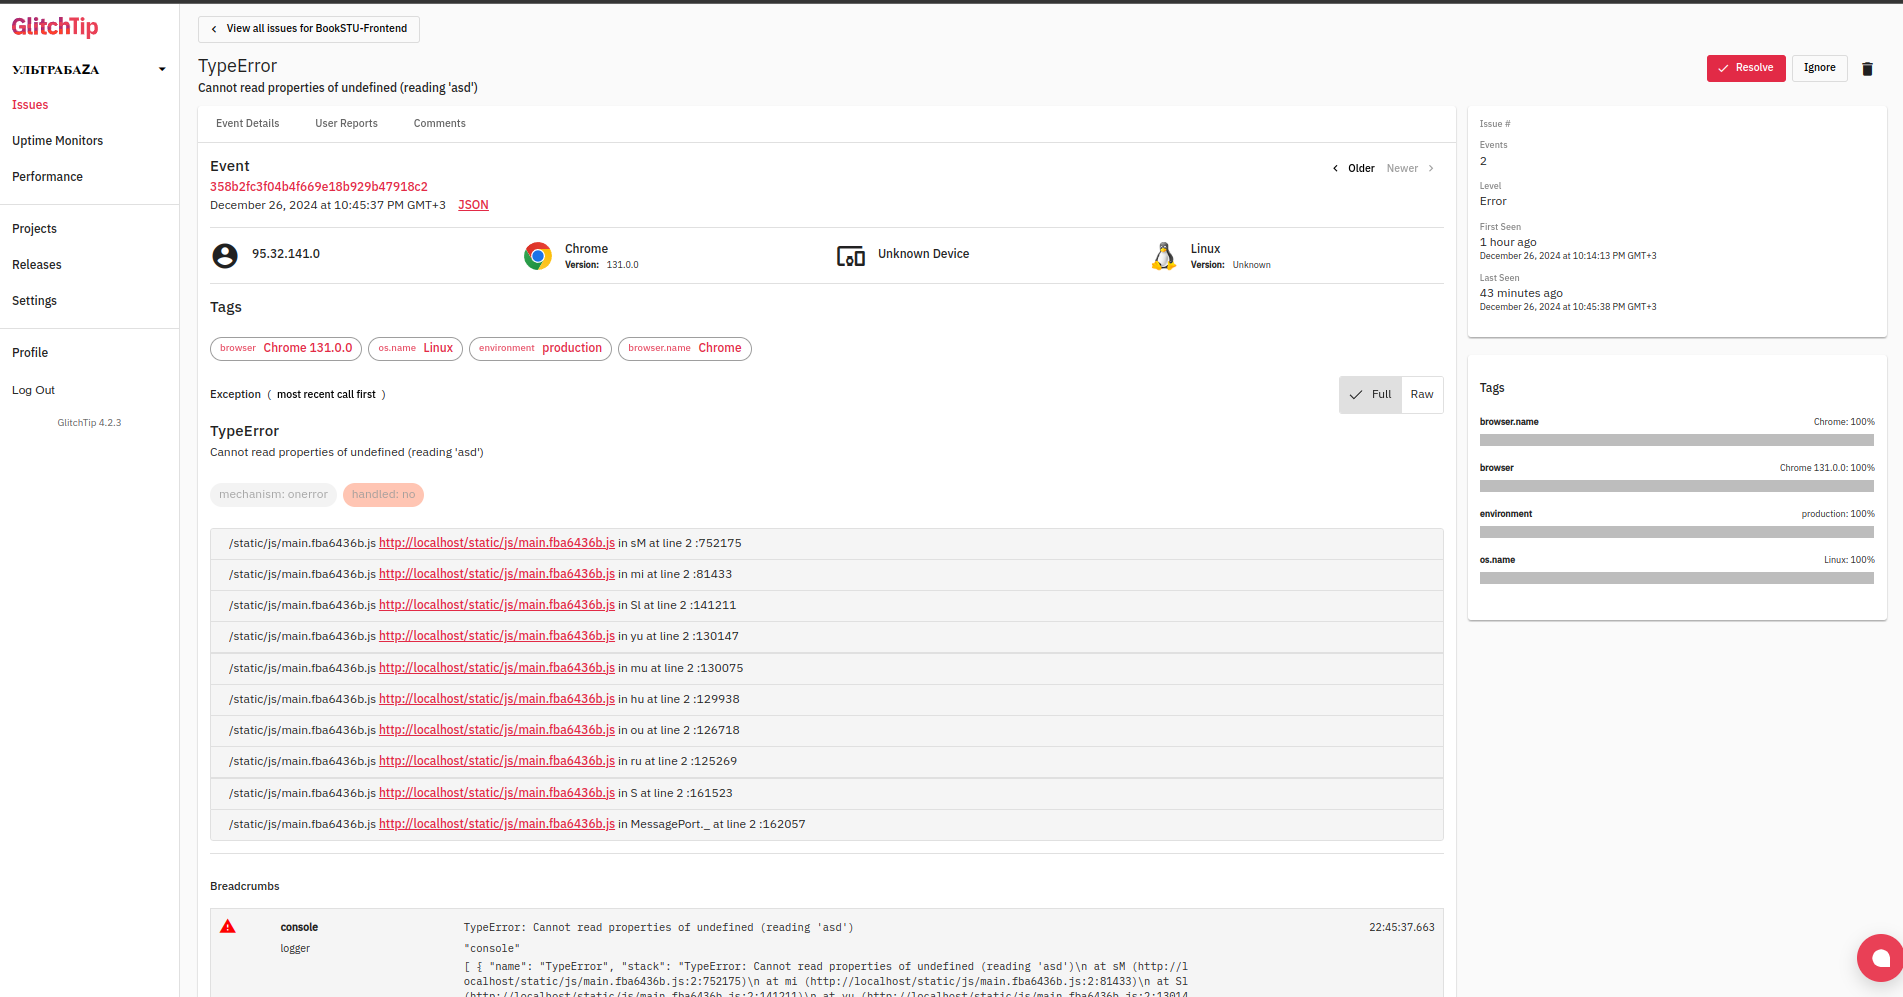 GlitchTip
УЛЬТРАБАZА
Issues
Uptime Monitors
Performance
Projects
Releases
Settings
Profile
Log Out
GlitchTip 4.2.3
View all issues for BookSTU-Frontend
TypeError
Cannot read properties of undefined (reading 'asd')
Resolve
Ignore
Event Details User Reports Comments
Event
358b2fc3f04b4f669e18b929b47918c2
December 26, 2024 at 10:45:37 PM GMT+3 JSON
Older Newer
95.32.141.0
Chrome
Version: 131.0.0
Unknown Device
Linux
Version: Unknown
Tags
browser Chrome 131.0.0 os.name Linux environment production browser.name Chrome
Exception ( most recent call first )
Full Raw
TypeError
Cannot read properties of undefined (reading 'asd')
mechanism: onerror handled: no
/static/js/main.fba6436b.js http://localhost/static/js/main.fba6436b.js in sM at line 2 :752175
/static/js/main.fba6436b.js http://localhost/static/js/main.fba6436b.js in mi at line 2 :81433
/static/js/main.fba6436b.js http://localhost/static/js/main.fba6436b.js in Sl at line 2 :141211
/static/js/main.fba6436b.js http://localhost/static/js/main.fba6436b.js in yu at line 2 :130147
/static/js/main.fba6436b.js http://localhost/static/js/main.fba6436b.js in mu at line 2 :130075
/static/js/main.fba6436b.js http://localhost/static/js/main.fba6436b.js in hu at line 2 :129938
/static/js/main.fba6436b.js http://localhost/static/js/main.fba6436b.js in ou at line 2 :126718
/static/js/main.fba6436b.js http://localhost/static/js/main.fba6436b.js in ru at line 2 :125269
/static/js/main.fba6436b.js http://localhost/static/js/main.fba6436b.js in S at line 2 :161523
/static/js/main.fba6436b.js http://localhost/static/js/main.fba6436b.js in MessagePort._ at line 2 :162057
Breadcrumbs
console TypeError: Cannot read properties of undefined (reading 'asd') 22:45:37.663
logger "console"
[ { "name": "TypeError", "stack": "TypeError: Cannot read properties of undefined (reading 'asd')\n at sM (http://l
ocalhost/static/js/main.fba6436b.js:2:752175)\n at mi (http://localhost/static/js/main.fba6436b.js:2:81433)\n at Sl
(http://localhost/static/js/main.fba6436b.js:2:141211)\n at yu (http://localhost/static/js/main.fba6436b.js:2:13014
Issue #
Events
2
Level
Error
First Seen
1 hour ago
December 26, 2024 at 10:14:13 PM GMT+3
Last Seen
43 minutes ago
December 26, 2024 at 10:45:38 PM GMT+3
Tags
browser.name Chrome: 100%
browser Chrome 131.0.0: 100%
environment production: 100%
os.name Linux: 100%